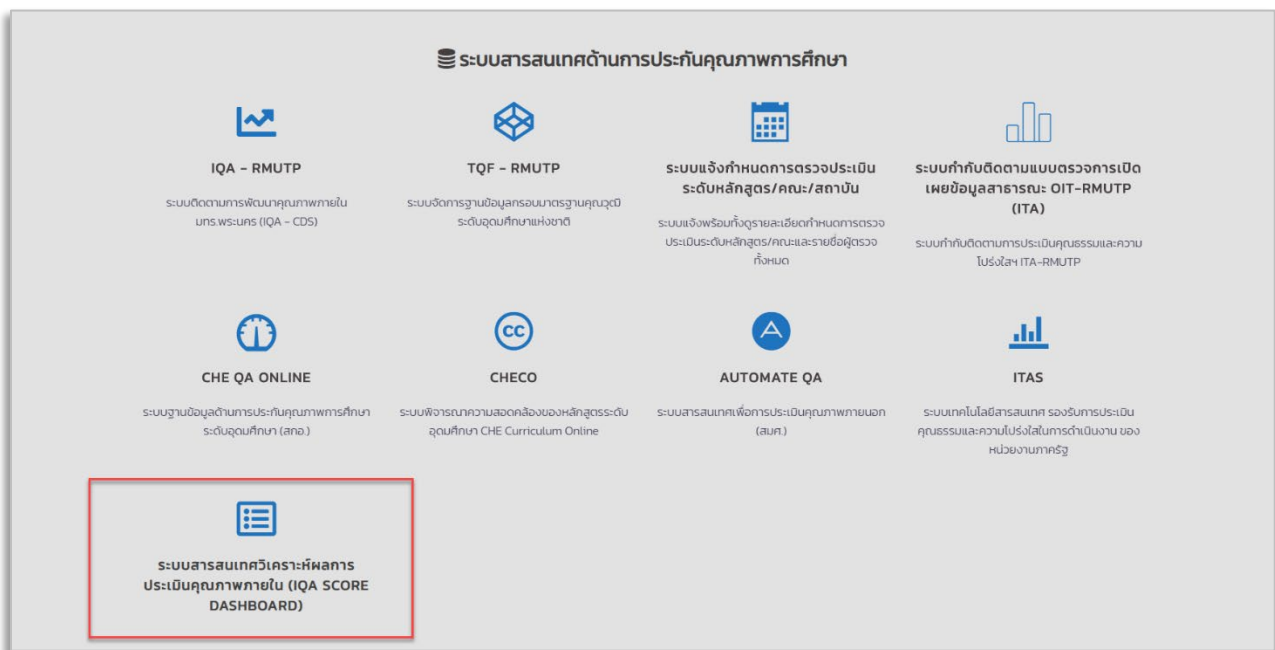 ระบบสารสนเทศด้านการประกันคุณภาพการศึกษา
IQA - RMUTP
ระบบติดตามการพัฒนาคุณภาพภายใน
มทร.พระนคร (IQA - CDS)
TQF - RMUTP
ระบบจัดการฐานข้อมูลกรอบมาตรฐานคุณวุฒิ
ระดับอุดมศึกษาแห่งชาติ
ระบบแจ้งกำหนดการตรวจประเมิน
ระดับหลักสูตร/คณะ/สถาบัน
ระบบแจ้งพร้อมทั้งดูรายละเอียดกำหนดการตรวจ
ประเมินระดับหลักสูตร/คณะและรายชื่อผู้ตรวจ
ทั้งหมด
ระบบกำกับติดตามแบบตรวจการเปิด
เผยข้อมูลสาธารณะ OIT-RMUTP
(ITA)
ระบบกำกับติดตามการประเมินคุณธรรมและความ
โปร่งใสฯ ITA-RMUTP
CHE QA ONLINE
ระบบฐานข้อมูลด้านการประกันคุณภาพการศึกษา
ระดับอุดมศึกษา (สกอ.)
CHECO
ระบบพิจารณาความสอดคล้องของหลักสูตรระดับ
อุดมศึกษา CHE Curriculum Online
AUTOMATE QA
ระบบสารสนเทศเพื่อการประเมินคุณภาพภายนอก
(สมศ.)
ITAS
ระบบเทคโนโลยีสารสนเทศ รองรับการประเมิน
คุณธรรมและความโปร่งใสในการดำเนินงาน ของ
หน่วยงานภาครัฐ
ระบบสารสนเทศวิเคราะห์ผลการ
ประเมินคุณภาพภายใน (IQA SCORE
DASHBOARD)